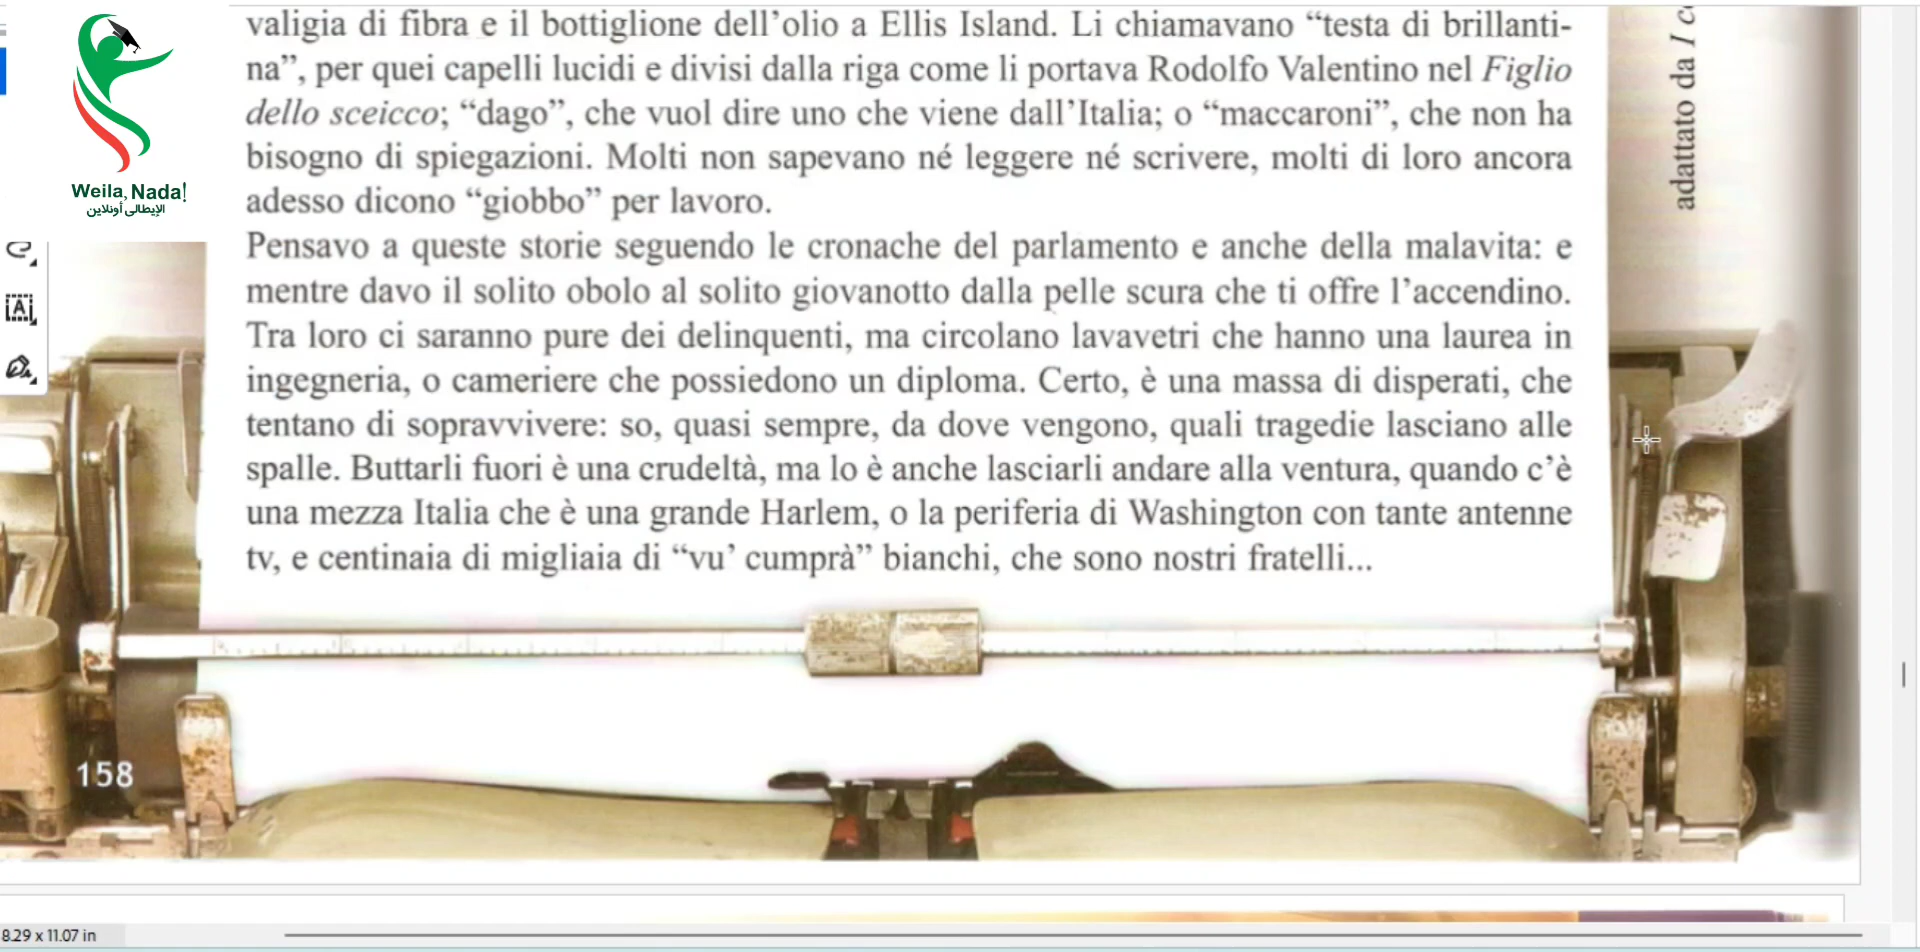 valigia di fibra e il bottiglione dell’olio a Ellis Island. Li chiamavano “testa di brillanti-
na”, per quei capelli lucidi e divisi dalla riga come li portava Rodolfo Valentino nel Figlio
dello sceicco; “dago”, che vuol dire uno che viene dall’Italia; o “maccaroni”, che non ha
bisogno di spiegazioni. Molti non sapevano né leggere né scrivere, molti di loro ancora
adesso dicono “giobbo” per lavoro.
Pensavo a queste storie seguendo le cronache del parlamento e anche della malavita: e
mentre davo il solito obolo al solito giovanotto dalla pelle scura che ti offre l’accendino.
Tra loro ci saranno pure dei delinquenti, ma circolano lavavetri che hanno una laurea in
ingegneria, o cameriere che possiedono un diploma. Certo, è una massa di disperati, che
tentano di sopravvivere: so, quasi sempre, da dove vengono, quali tragedie lasciano alle
spalle. Buttarli fuori è una crudeltà, ma lo è anche lasciarli andare alla ventura, quando c’è
una mezza Italia che è una grande Harlem, o la periferia di Washington con tante antenne
tv, e centinaia di migliaia di “vu’ cumprà” bianchi, che sono nostri fratelli...
adattato da I
Weila, Nada!
الإيطالى أونلاين
158
8.29 x 11.07 in